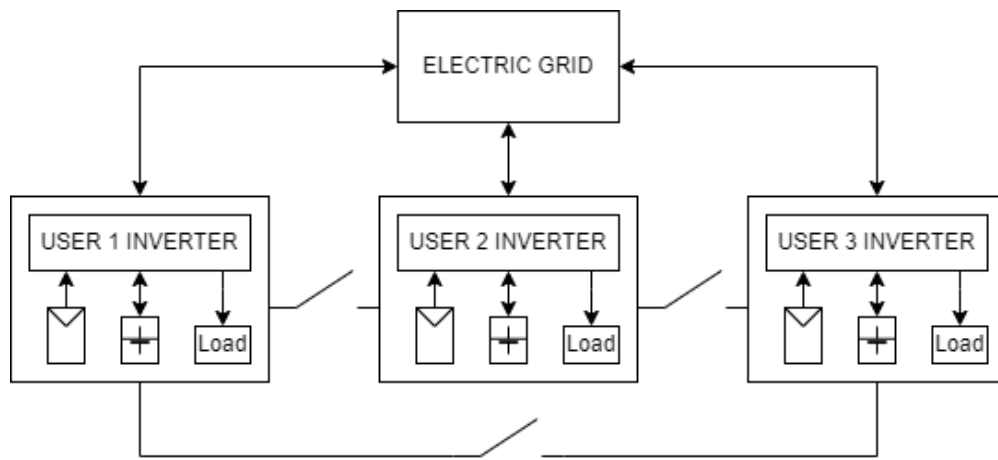 ELECTRIC GRID
USER 1 INVERTER
USER 2 INVERTER
USER 3 INVERTER
Load
Load
Load